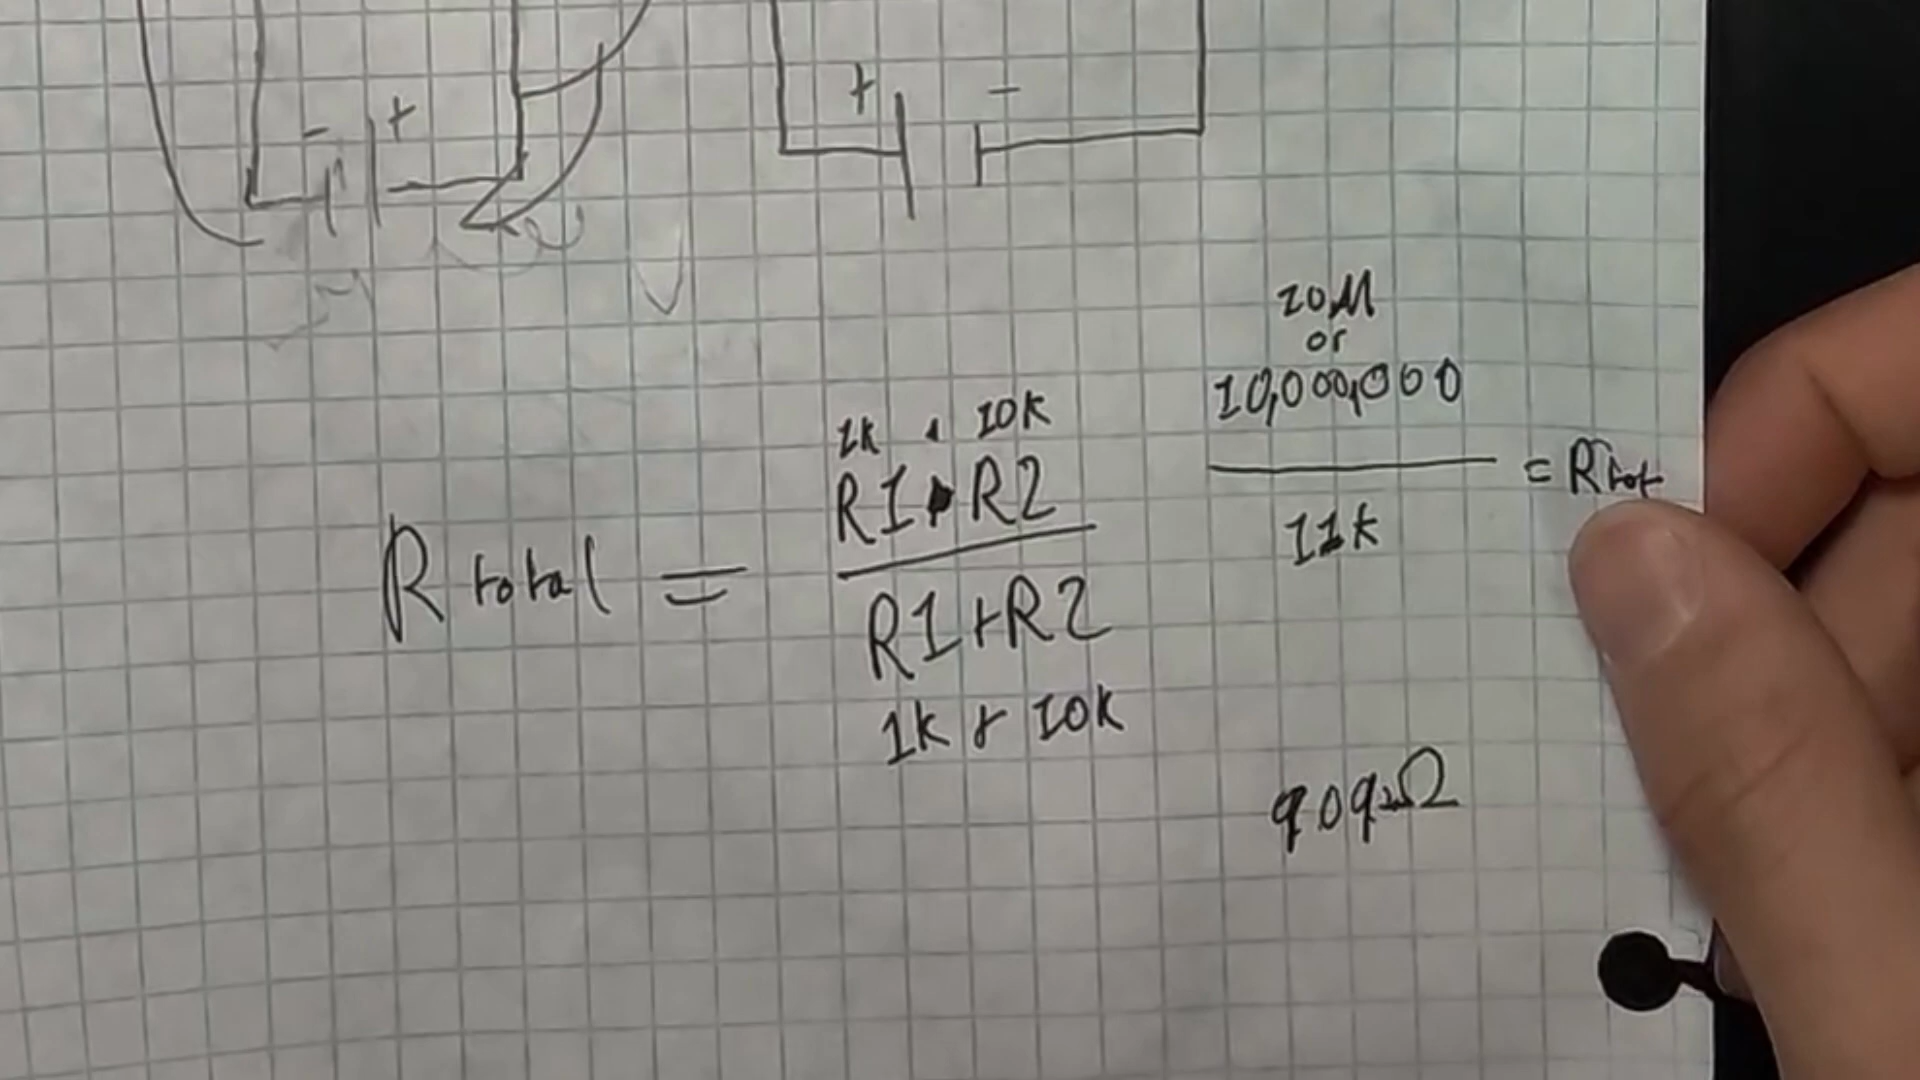 - +
+ -
1k · 10k
R total = R1 · R2
R1+R2
1k + 10k
10M
or
10,000,000
11k
= Rtot
909Ω